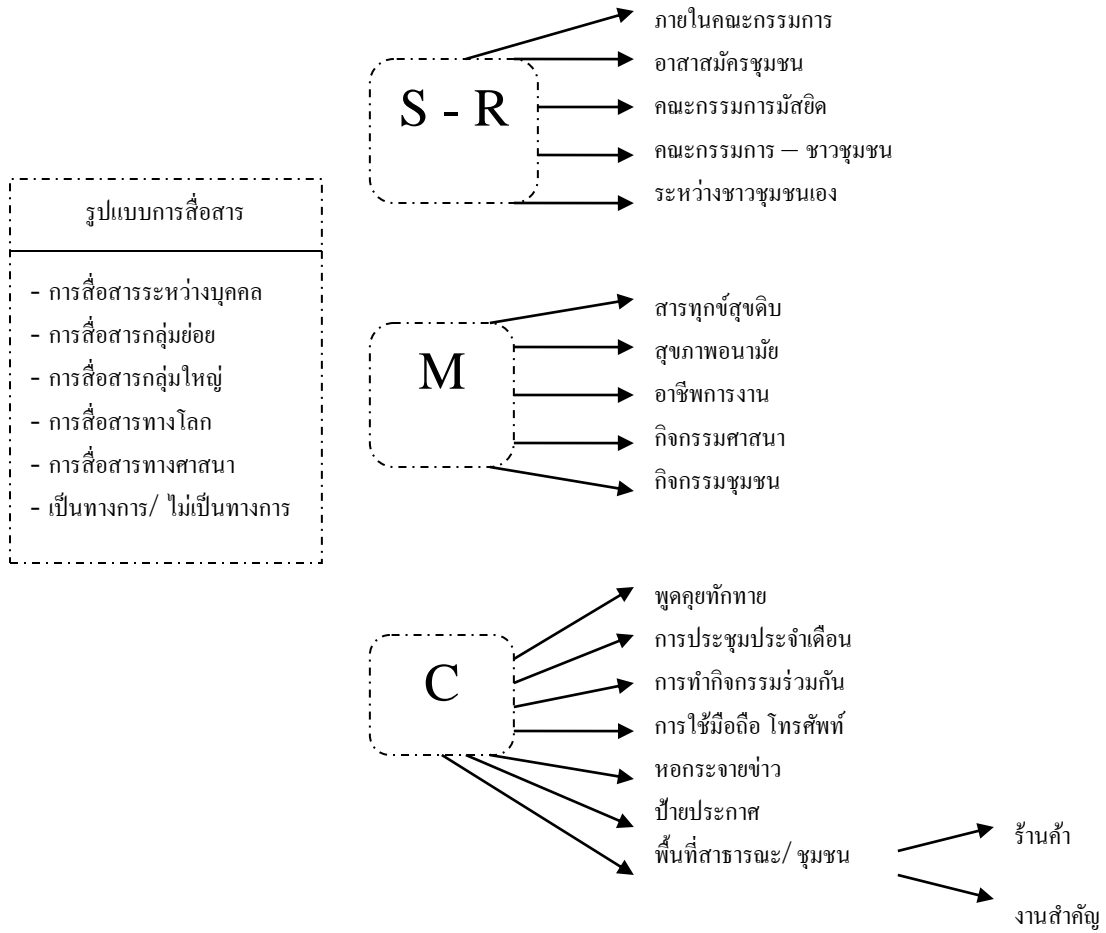 รูปแบบการสื่อสาร
- การสื่อสารระหว่างบุคคล
- การสื่อสารกลุ่มย่อย
- การสื่อสารกลุ่มใหญ่
- การสื่อสารทางโลก
- การสื่อสารทางศาสนา
- เป็นทางการ/ ไม่เป็นทางการ
S - R
ภายในคณะกรรมการ
อาสาสมัครชุมชน
คณะกรรมการมัสยิด
คณะกรรมการ – ชาวชุมชน
ระหว่างชาวชุมชนเอง
M
สารทุกข์สุขดิบ
สุขภาพอนามัย
อาชีพการงาน
กิจกรรมศาสนา
กิจกรรมชุมชน
C
พูดคุยทักทาย
การประชุมประจำเดือน
การทำกิจกรรมร่วมกัน
การใช้มือถือ โทรศัพท์
หอกระจายข่าว
ป้ายประกาศ
พื้นที่สาธารณะ/ ชุมชน
ร้านค้า
งานสำคัญ